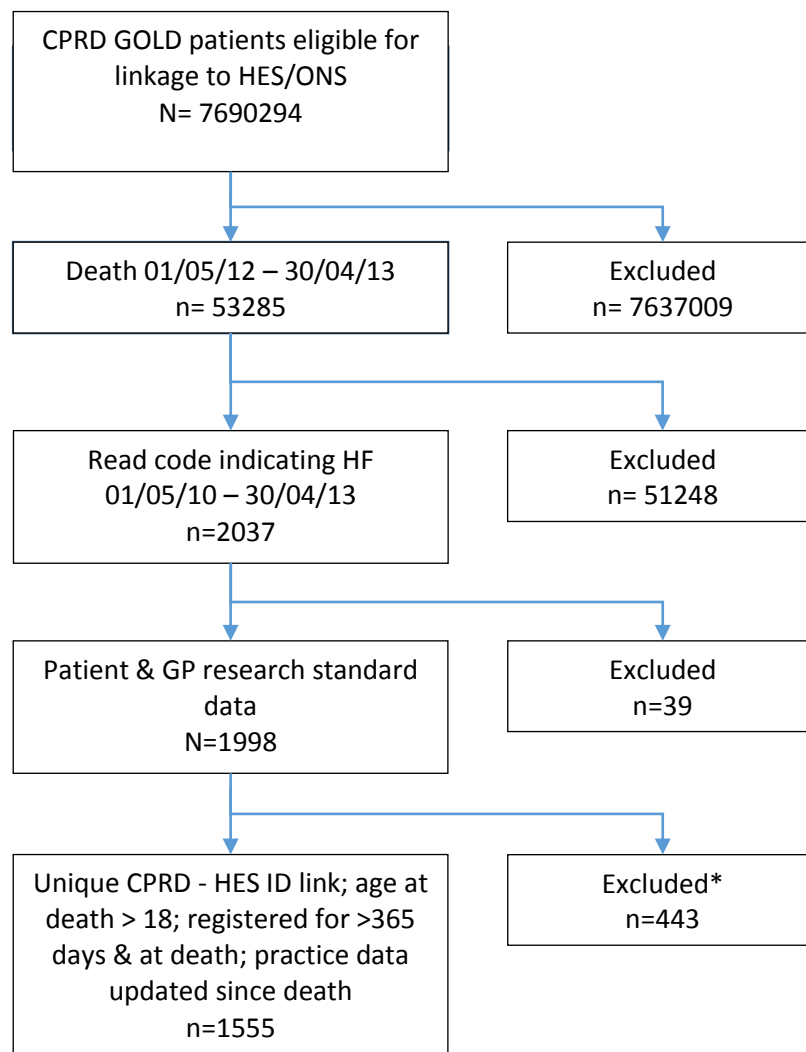 CPRD GOLD patients eligible for
linkage to HES/ONS
N= 7690294
Death 01/05/12 – 30/04/13
n= 53285
Excluded
n= 7637009
Read code indicating HF
01/05/10 – 30/04/13
n=2037
Excluded
n= 51248
Patient & GP research standard
data
N=1998
Excluded
n=39
Unique CPRD - HES ID link; age at
death > 18; registered for >365
days & at death; practice data
updated since death
n=1555
Excluded*
n=443